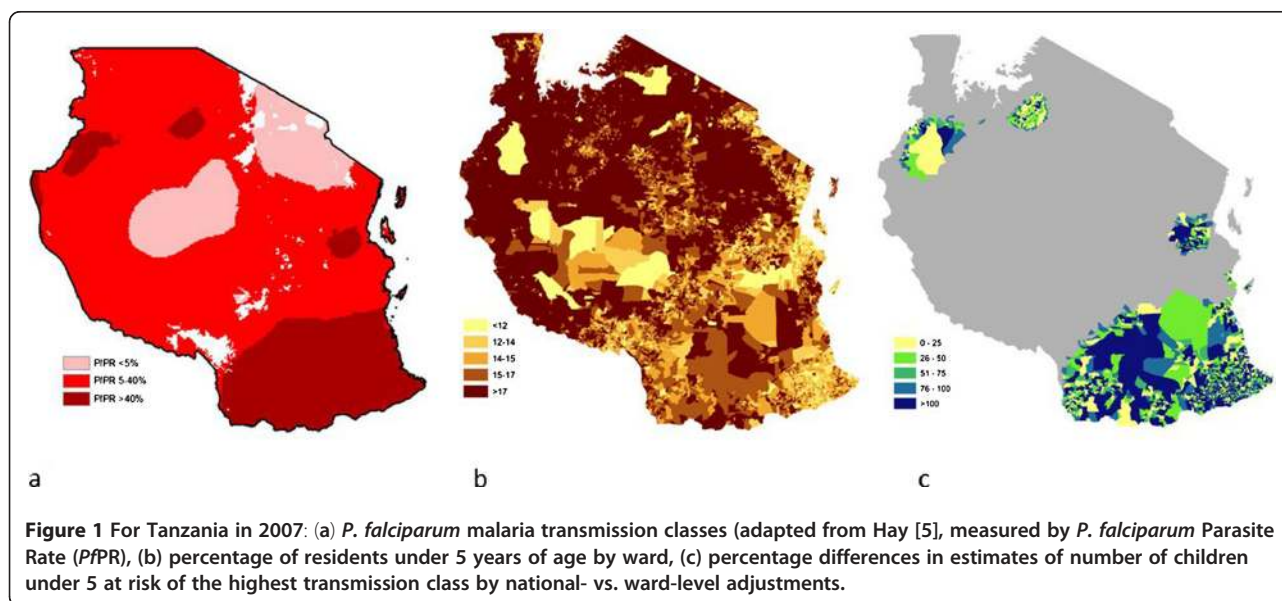 PfPR <5%
PfPR 5-40%
PfPR >40%
a
<12
12-14
14-15
15-17
>17
b
0 - 25
26 - 50
51 - 75
76 - 100
>100
c
Figure 1 For Tanzania in 2007: (a) P. falciparum malaria transmission classes (adapted from Hay [5], measured by P. falciparum Parasite
Rate (PfPR), (b) percentage of residents under 5 years of age by ward, (c) percentage differences in estimates of number of children
under 5 at risk of the highest transmission class by national- vs. ward-level adjustments.